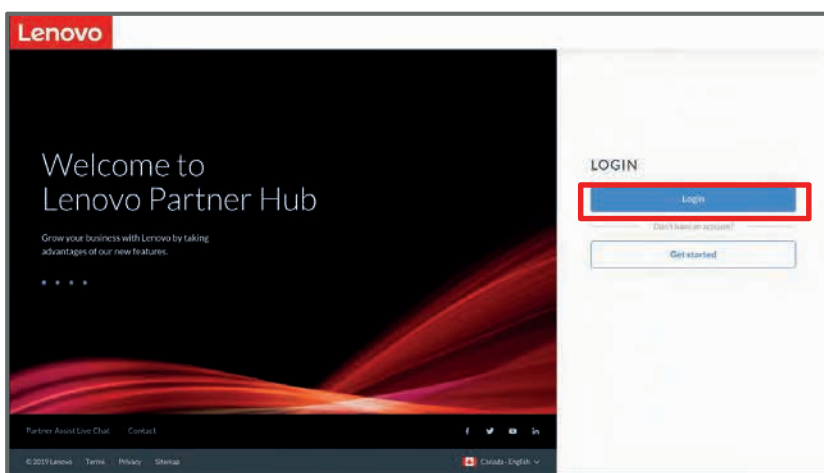 Lenovo
Welcome to
Lenovo Partner Hub
Grow your business with Lenovo by taking
advantages of our new features.
LOGIN
Login
Don't have an account?
Get started
Partner Assist Live Chat Contact
© 2019 Lenovo Terms Privacy Sitemap
Canada - English